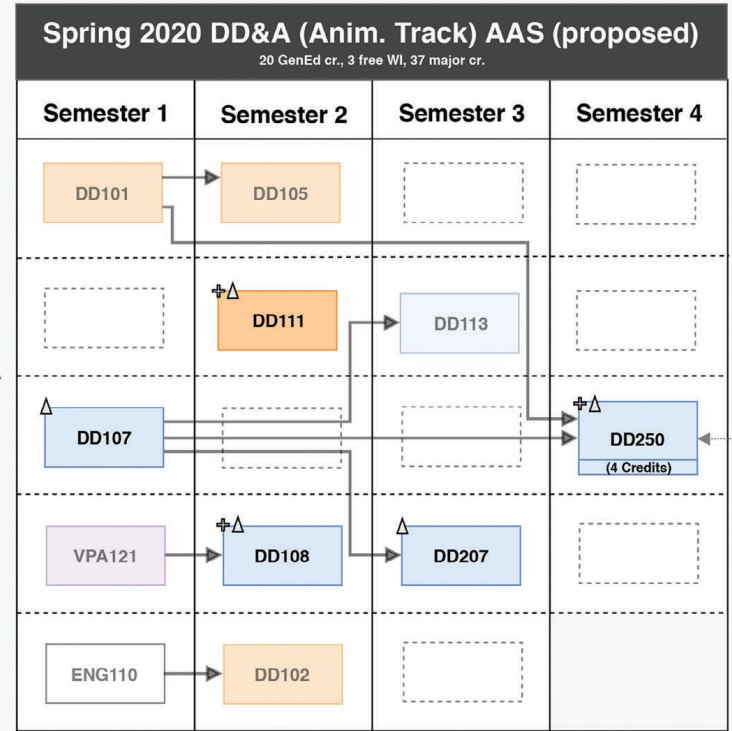 Spring 2020 DD&A (Anim. Track) AAS (proposed)
20 GenEd cr., 3 free WI, 37 major cr.
Semester 1 Semester 2 Semester 3 Semester 4
DD101 DD105
DD111 DD113
DD107 DD250
(4 Credits)
VPA121 DD108 DD207
ENG110 DD102